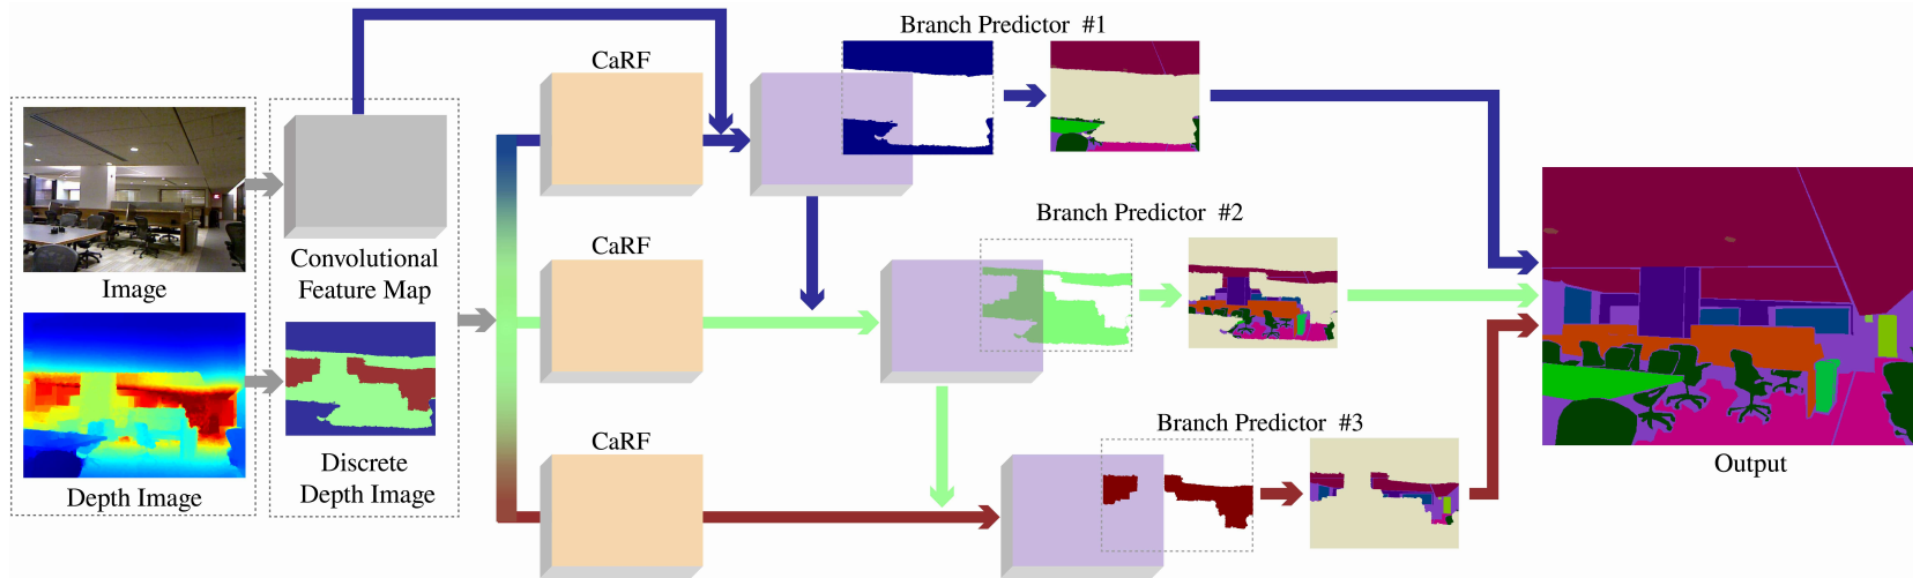 Branch Predictor #1
CaRF
Convolutional
Feature Map
Image
Branch Predictor #2
CaRF
Depth Image
Discrete
Depth Image
CaRF
Branch Predictor #3
Output